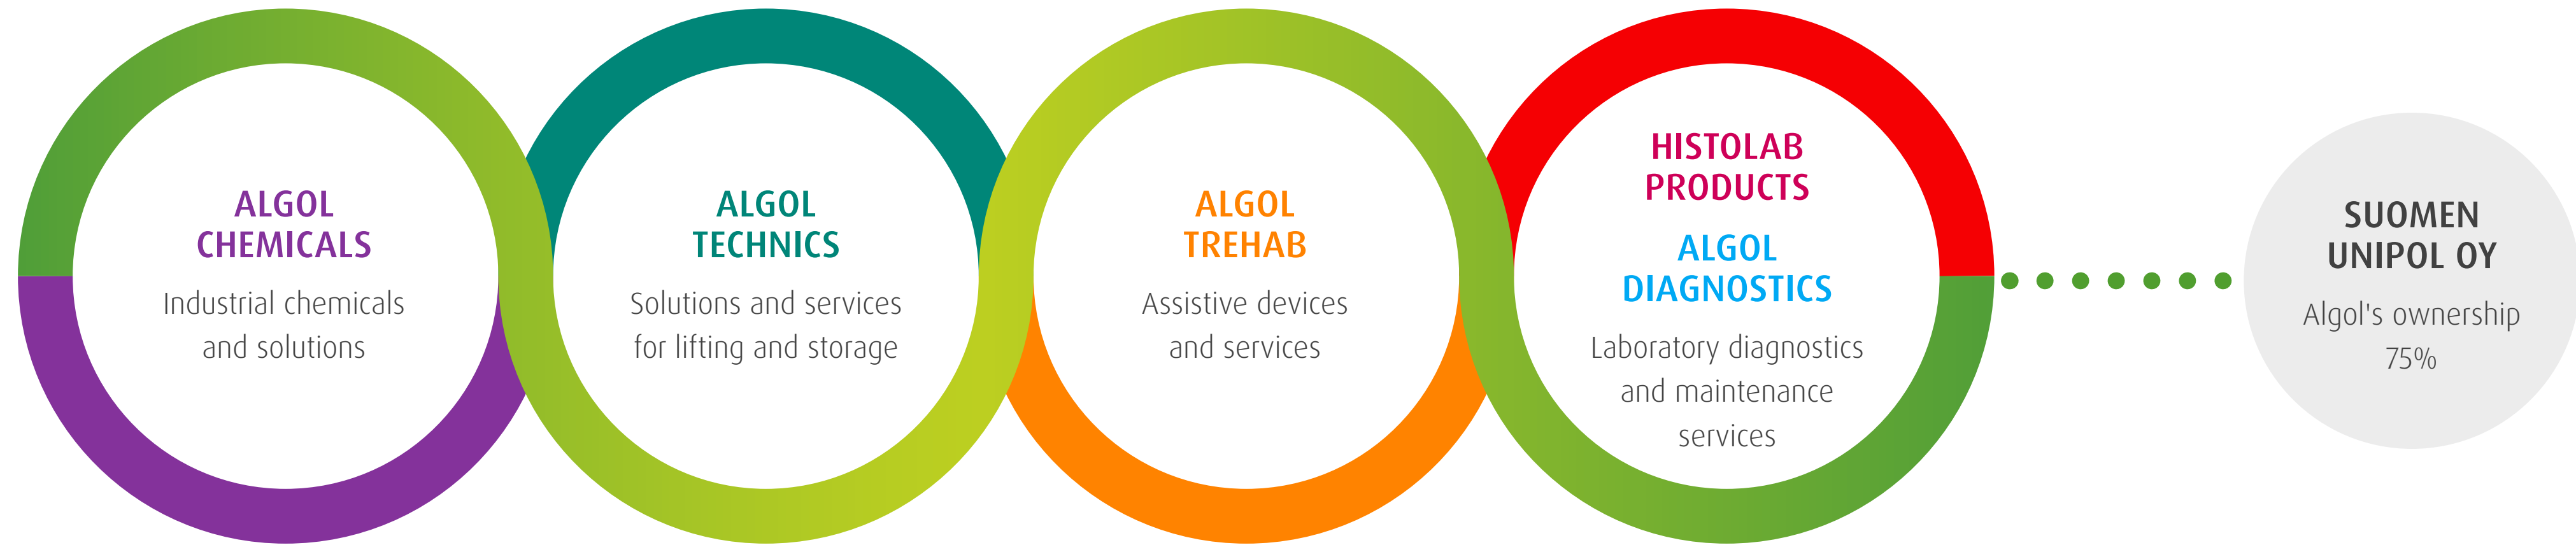 ALGOL
CHEMICALS
Industrial chemicals
and solutions
ALGOL
TECHNICS
Solutions and services
for lifting and storage
ALGOL
TREHAB
Assistive devices
and services
HISTOLAB
PRODUCTS
ALGOL
DIAGNOSTICS
Laboratory diagnostics
and maintenance
services
SUOMEN
UNIPOL OY
Algol's ownership
75%